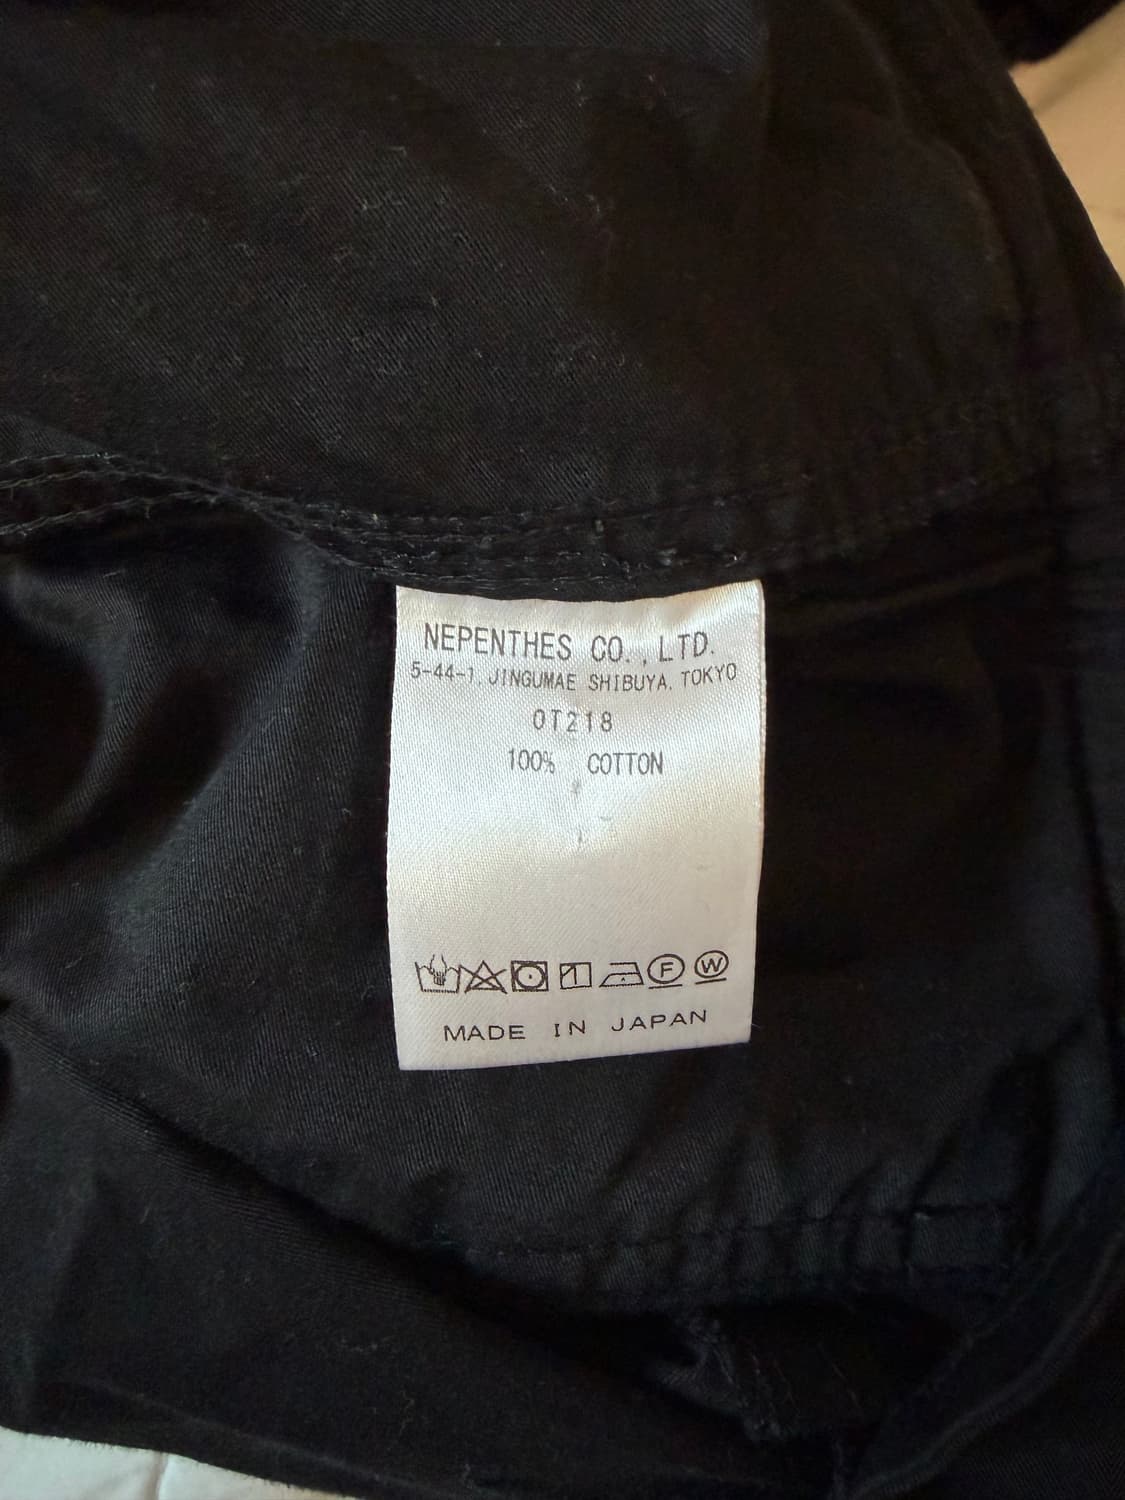 NEPENTHES CO.,LTD.
5-44-1, JINGUMAE SHIBUYA, TOKYO
OT218
100% COTTON
F W
MADE IN JAPAN